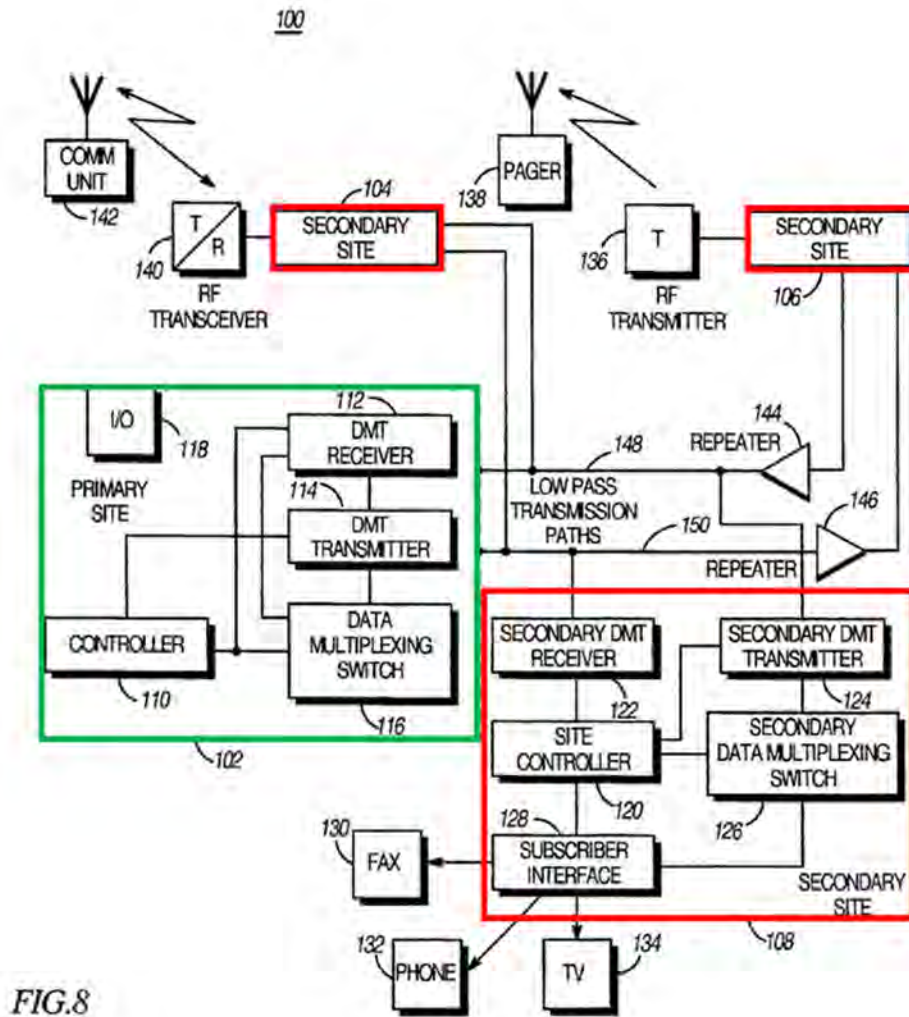 100
COMM
UNIT
142
T
R
140
RF
TRANSCEIVER
104
SECONDARY
SITE
138
PAGER
136
T
RF
TRANSMITTER
SECONDARY
SITE
106
I/O
118
PRIMARY
SITE
112
DMT
RECEIVER
114
DMT
TRANSMITTER
CONTROLLER
110
DATA
MULTIPLEXING
SWITCH
116
102
148
LOW PASS
TRANSMISSION
PATHS
150
REPEATER
144
REPEATER
146
SECONDARY DMT
RECEIVER
122
SECONDARY DMT
TRANSMITTER
124
SITE
CONTROLLER
120
SECONDARY
DATA MULTIPLEXING
SWITCH
126
128
SUBSCRIBER
INTERFACE
SECONDARY
SITE
108
130
FAX
132
PHONE
TV
134
FIG.8